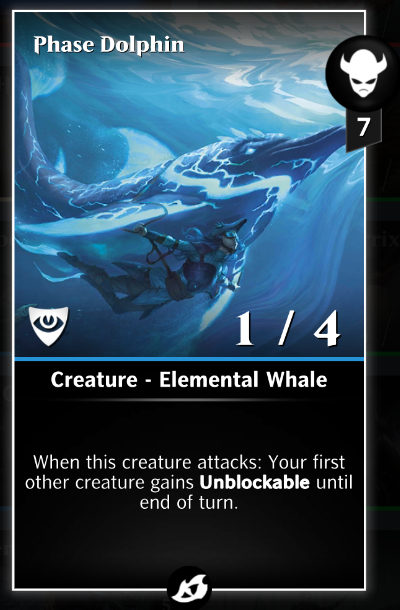 Phase Dolphin
7
1 / 4
Creature - Elemental Whale
When this creature attacks: Your first
other creature gains Unblockable until
end of turn.